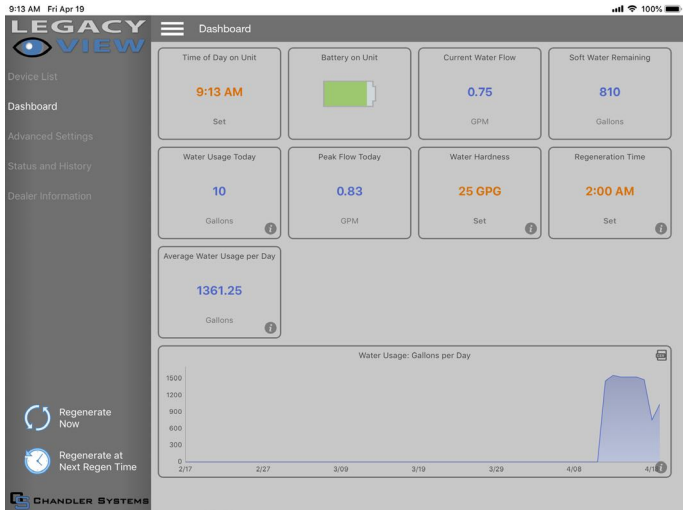 9:13 AM Fri Apr 19
100%
LEGACY
VIEW
Dashboard
Device List
Dashboard
Advanced Settings
Status and History
Dealer Information
Time of Day on Unit
9:13 AM
Set
Battery on Unit
Current Water Flow
0.75
GPM
Soft Water Remaining
810
Gallons
Water Usage Today
10
Gallons
i
Peak Flow Today
0.83
GPM
Water Hardness
25 GPG
Set
i
Regeneration Time
2:00 AM
Set
i
Average Water Usage per Day
1361.25
Gallons
i
Water Usage: Gallons per Day
1500
1200
900
600
300
0
2/17
2/27
3/09
3/19
3/29
4/08
i
Regenerate
Now
Regenerate at
Next Regen Time
CS CHANDLER SYSTEMS